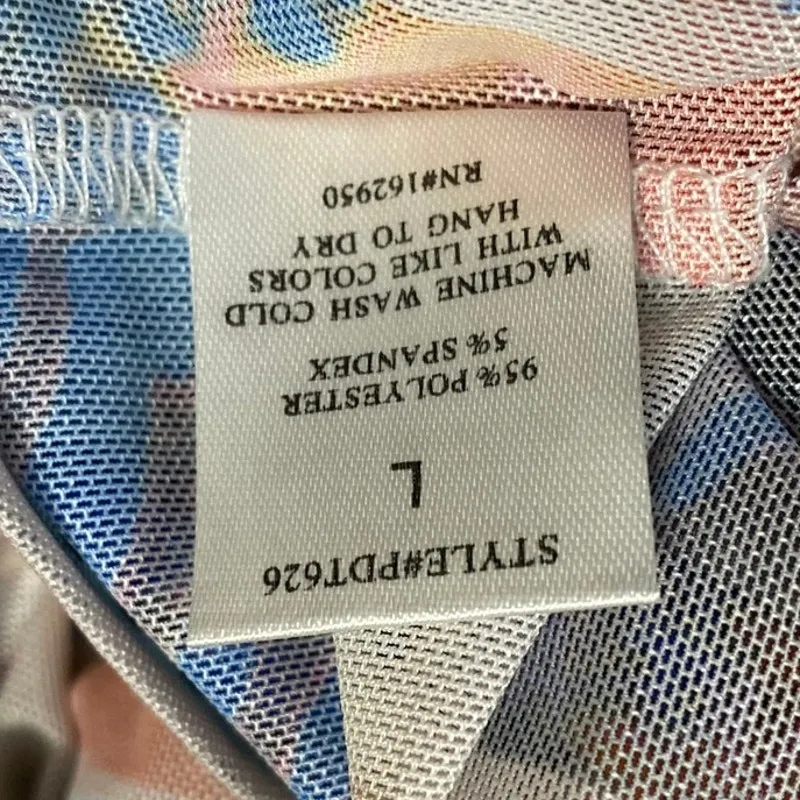 STYLE#PDT626
L
95% POLYESTER
5% SPANDEX
MACHINE WASH COLD
WITH LIKE COLORS
HANG TO DRY
RN#162950